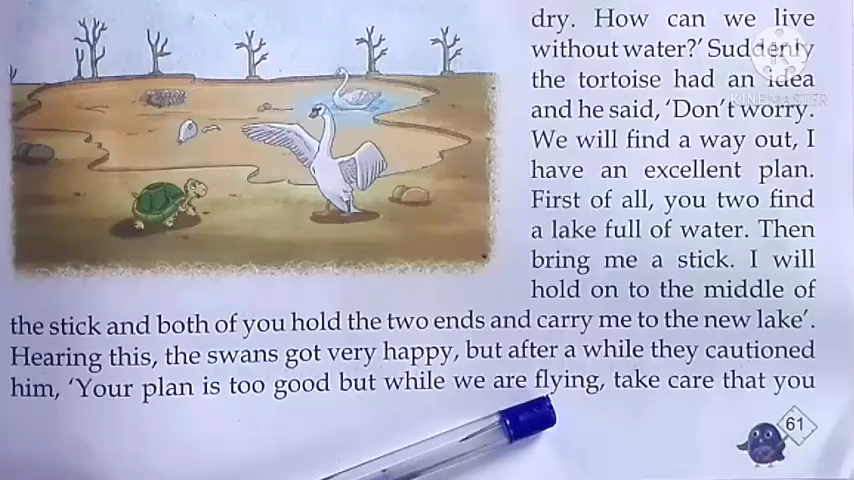 dry. How can we live
without water?' Suddenly
the tortoise had an idea
and he said, 'Don't worry.
We will find a way out, I
have an excellent plan.
First of all, you two find
a lake full of water. Then
bring me a stick. I will
hold on to the middle of
the stick and both of you hold the two ends and carry me to the new lake'.
Hearing this, the swans got very happy, but after a while they cautioned
him, 'Your plan is too good but while we are flying, take care that you
61
KINEMASTER